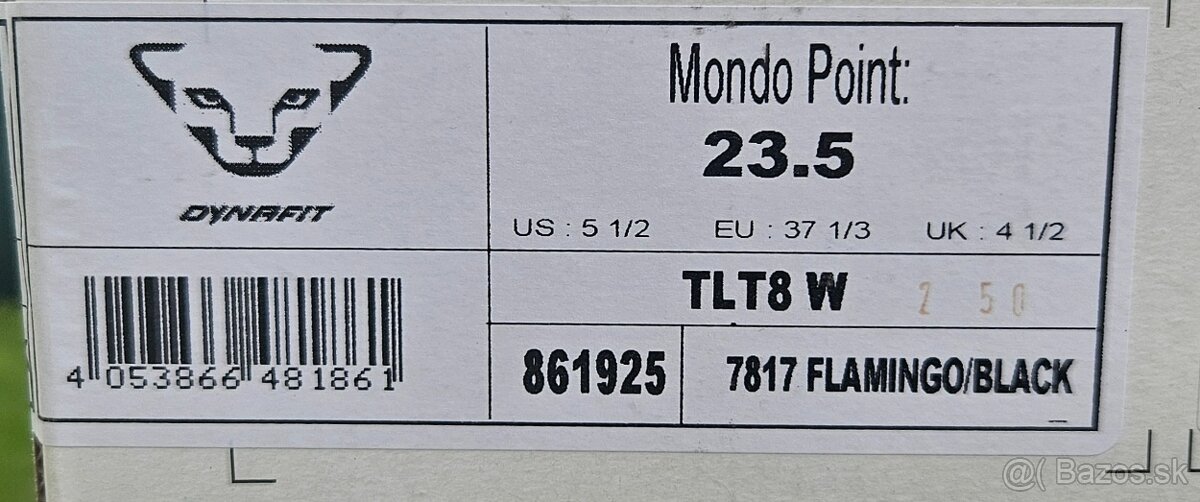 DYNAFIT
Mondo Point:
23.5
US : 5 1/2 EU : 37 1/3 UK : 4 1/2
TLT8 W 2 50
4 053866 481861
861925 7817 FLAMINGO/BLACK
@( Bazos.sk